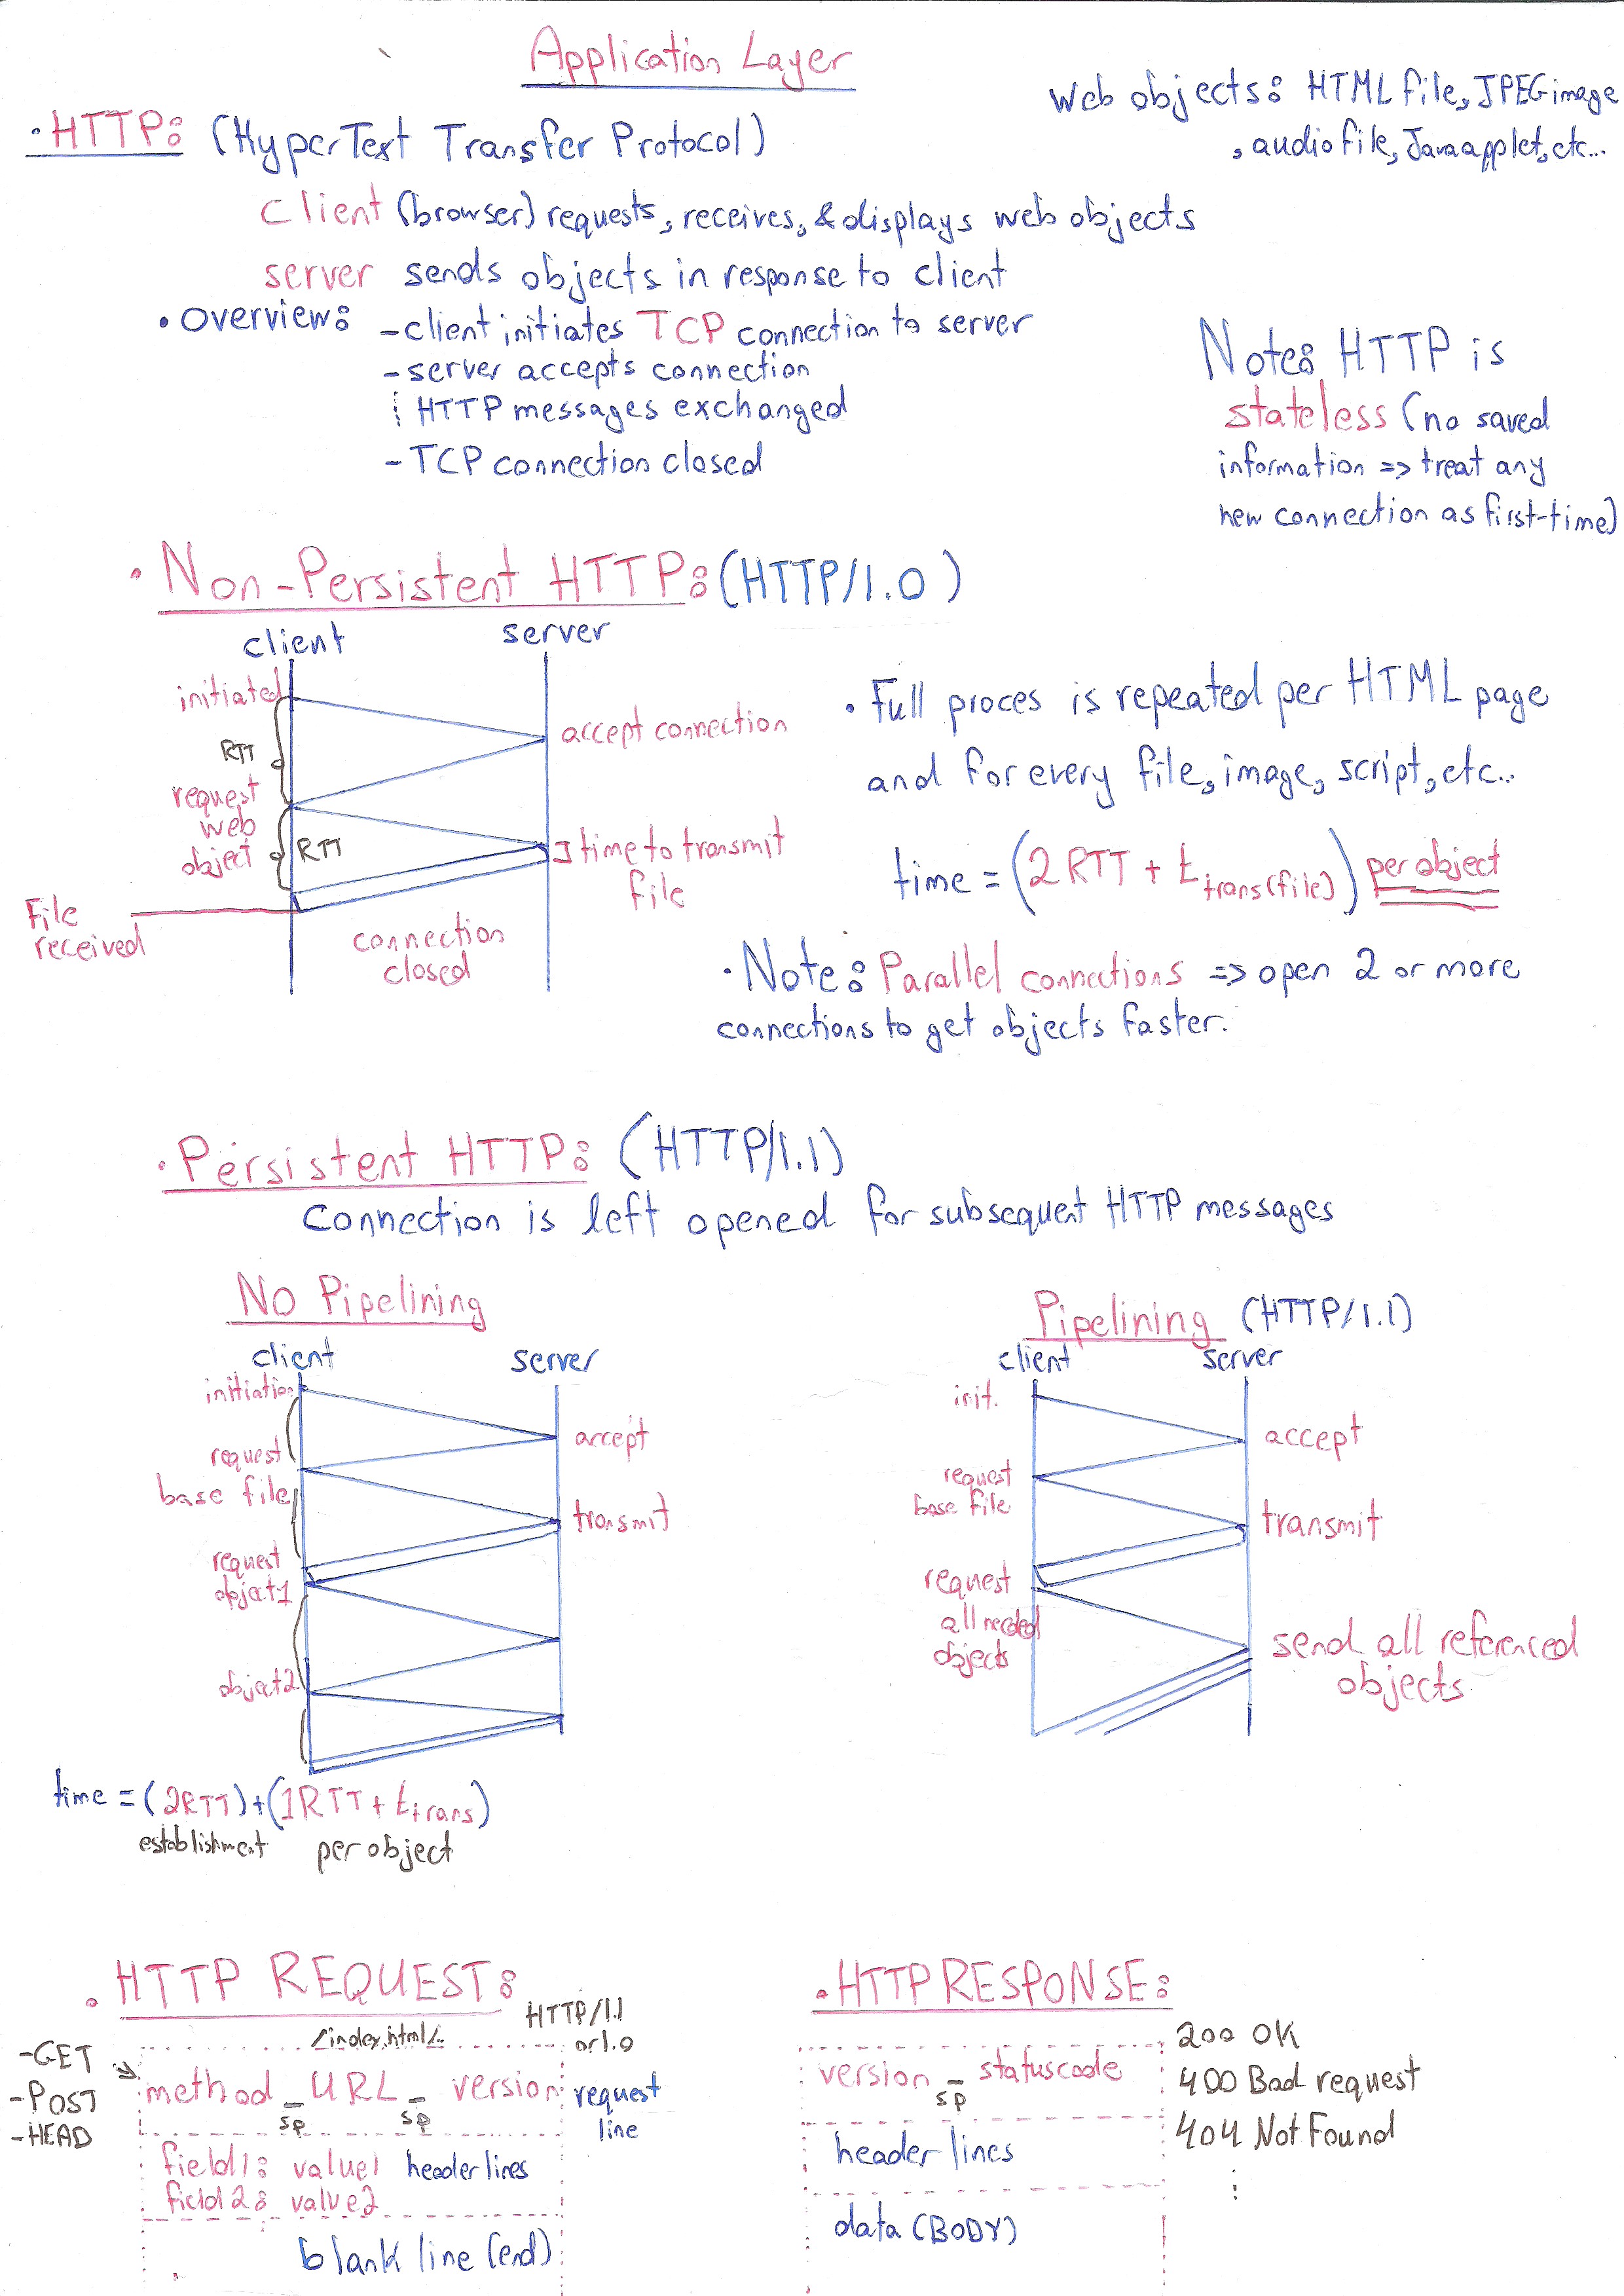 Application Layer
Web objects: HTML file, JPEG image
, audio file, Java applet, etc...
• HTTP: (HyperText Transfer Protocol)
client (browser) requests, receives, & displays web objects
server sends objects in response to client
• Overview: - client initiates TCP connection to server
- server accepts connection
HTTP messages exchanged
- TCP connection closed
Note: HTTP is
stateless (no saved
information => treat any
new connection as first-time)
• Non-Persistent HTTP: (HTTP/1.0)
client server
initiated
accept connection
RTT
request
web
object
RTT
time to transmit
file
File
received
connection
closed
• Full proces is repeated per HTML page
and for every file, image, script, etc...
time = (2RTT + t trans(file)) per object
• Note: Parallel connections => open 2 or more
connections to get objects faster.
• Persistent HTTP: (HTTP/1.1)
Connection is left opened for subsequent HTTP messages
No Pipelining
client server
initiation
accept
request
base file
transmit
request
object1
object2
time = (2RTT) + (1RTT + t trans)
establishment per object
Pipelining (HTTP/1.1)
client server
init.
accept
request
base file
transmit
request
all needed
objects
send all referenced
objects
• HTTP REQUEST:
/index.html/.. HTTP/1.1
or 1.0
- GET
- POST
- HEAD
method _ URL _ version request
line
sp sp
field1: value1 header lines
field2: value2
blank line (end)
• HTTP RESPONSE:
version _ statuscode
sp
header lines
data (BODY)
200 OK
400 Bad request
404 Not Found
: